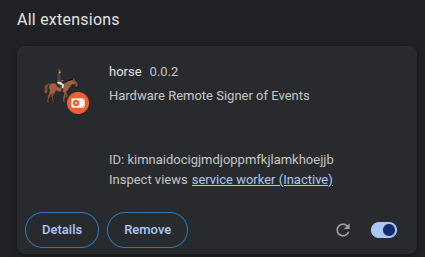 All extensions
horse 0.0.2
Hardware Remote Signer of Events
ID: kimnaidocigjmdjoppmfkjlamkhoejjb
Inspect views service worker (Inactive)
Details Remove